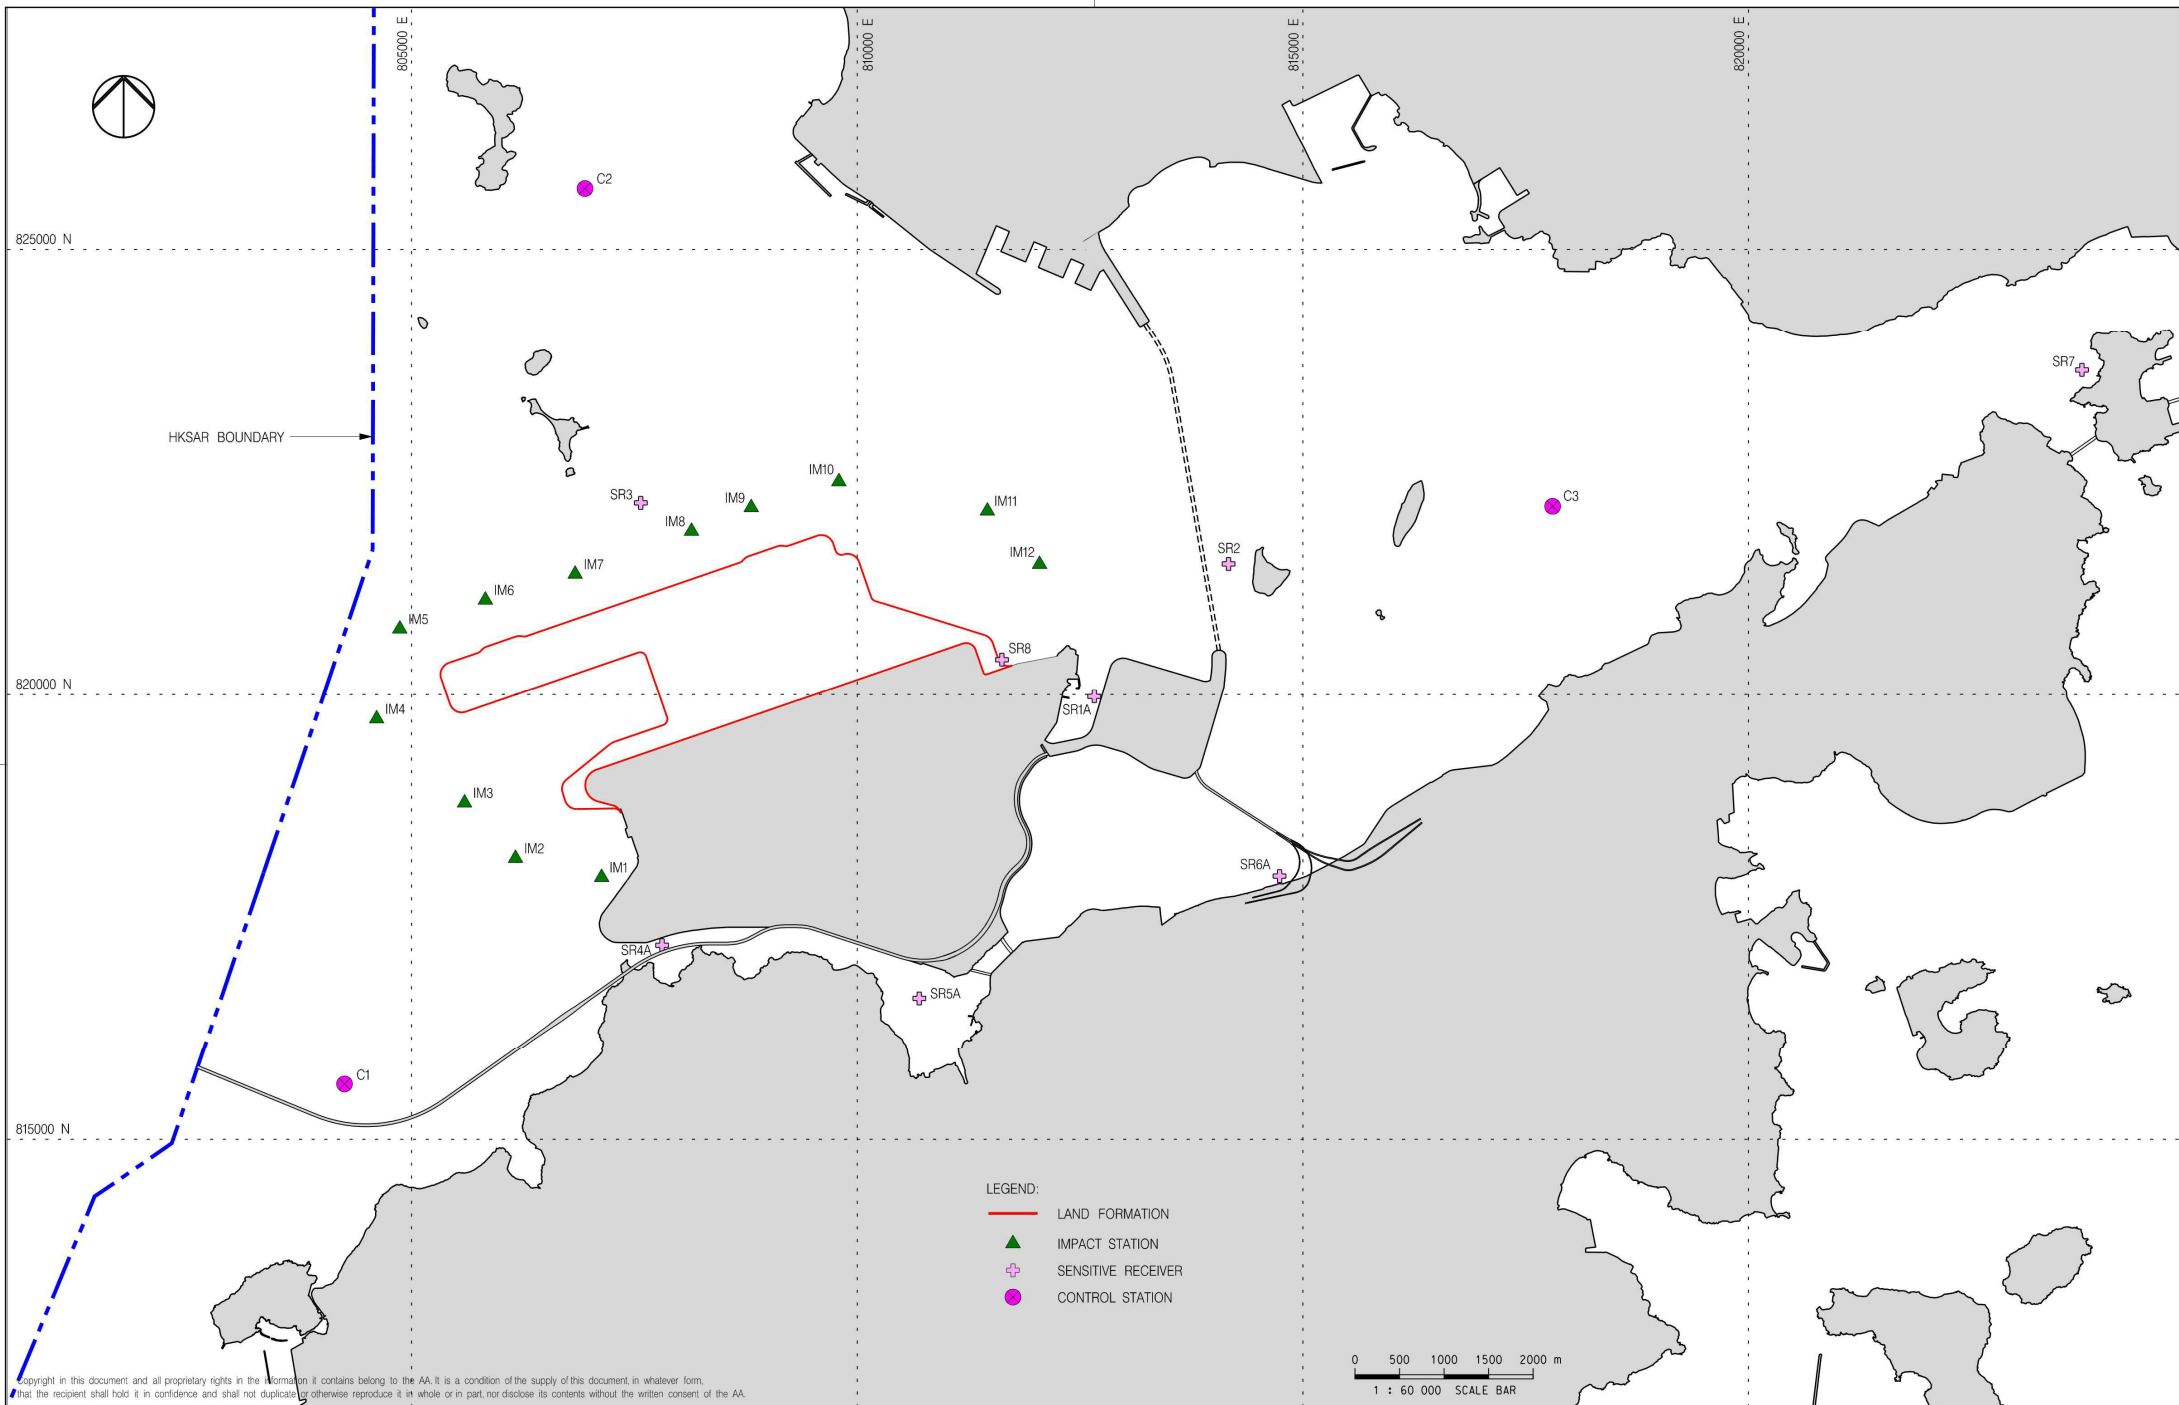 805000 E
810000 E
815000 E
820000 E
C2
825000 N
SR7
HKSAR BOUNDARY
IM10
SR3
IM9
C3
IM11
IM8
SR2
IM12
IM7
IM6
IM5
SR8
820000 N
IM4
SR1A
IM3
IM2
SR6A
IM1
SR4A
SR5A
C1
815000 N
LEGEND:
LAND FORMATION
IMPACT STATION
SENSITIVE RECEIVER
CONTROL STATION
0 500 1000 1500 2000 m
1 : 60 000 SCALE BAR
Copyright in this document and all proprietary rights in the information it contains belong to the AA. It is a condition of the supply of this document, in whatever form,
that the recipient shall hold it in confidence and shall not duplicate or otherwise reproduce it in whole or in part, nor disclose its contents without the written consent of the AA.